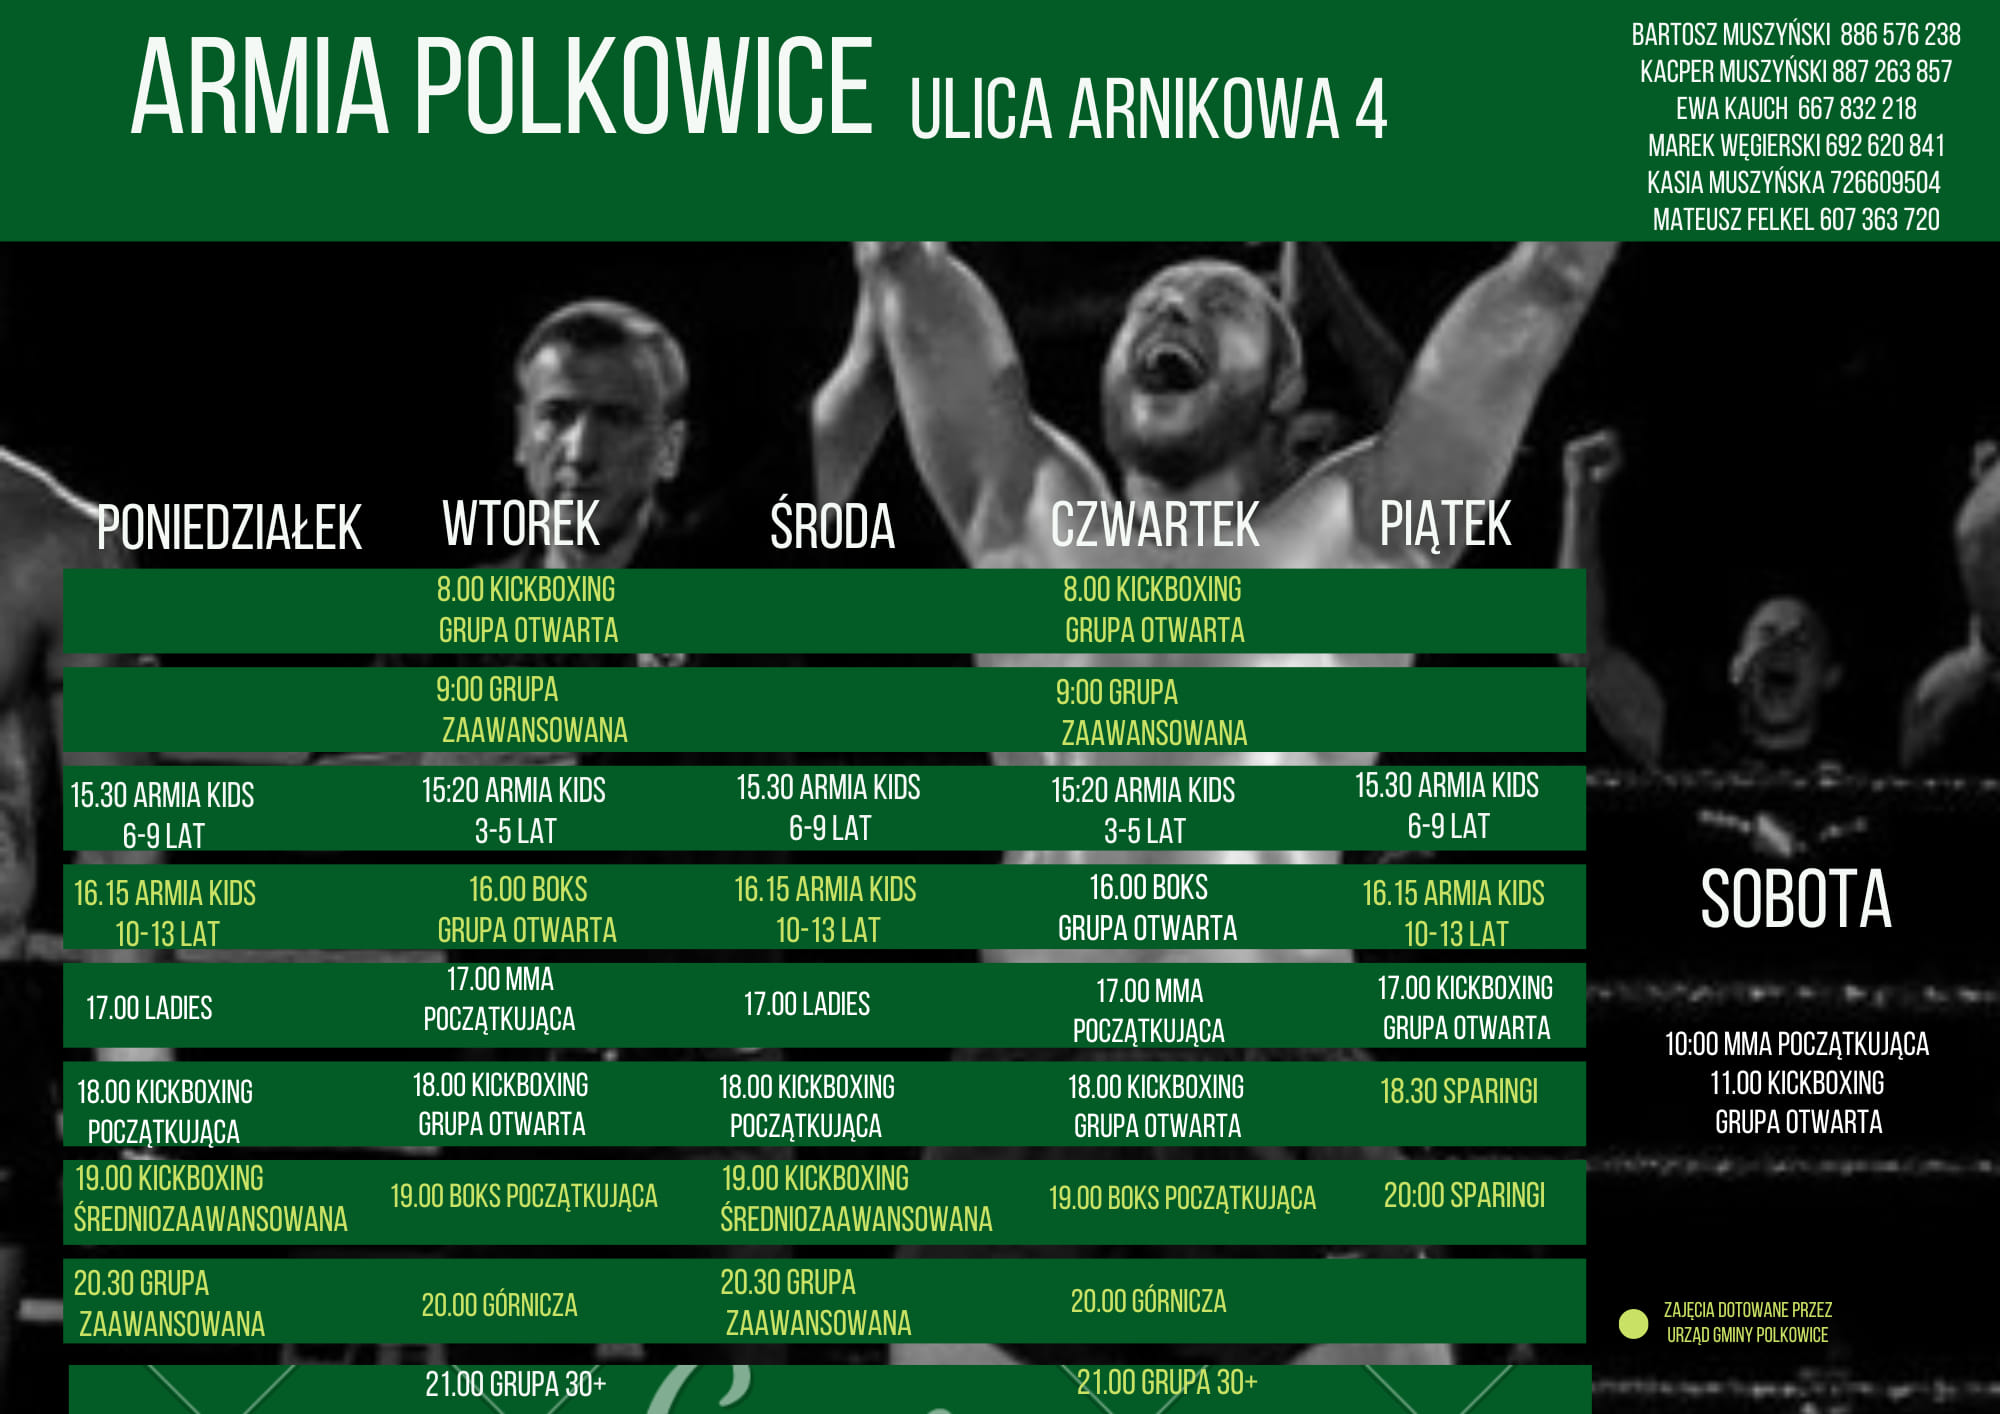 ARMIA POLKOWICE ULICA ARNIKOWA 4
BARTOSZ MUSZYŃSKI 886 576 238
KACPER MUSZYŃSKI 887 263 857
EWA KAUCH 667 832 218
MAREK WĘGIERSKI 692 620 841
KASIA MUSZYŃSKA 726609504
MATEUSZ FELKEL 607 363 720
PONIEDZIAŁEK WTOREK ŚRODA CZWARTEK PIĄTEK
8.00 KICKBOXING
GRUPA OTWARTA
8.00 KICKBOXING
GRUPA OTWARTA
9:00 GRUPA
ZAAWANSOWANA
9:00 GRUPA
ZAAWANSOWANA
15.30 ARMIA KIDS
6-9 LAT
15:20 ARMIA KIDS
3-5 LAT
15.30 ARMIA KIDS
6-9 LAT
15:20 ARMIA KIDS
3-5 LAT
15.30 ARMIA KIDS
6-9 LAT
16.15 ARMIA KIDS
10-13 LAT
16.00 BOKS
GRUPA OTWARTA
16.15 ARMIA KIDS
10-13 LAT
16.00 BOKS
GRUPA OTWARTA
16.15 ARMIA KIDS
10-13 LAT
17.00 LADIES
17.00 MMA
POCZĄTKUJĄCA
17.00 LADIES
17.00 MMA
POCZĄTKUJĄCA
17.00 KICKBOXING
GRUPA OTWARTA
18.00 KICKBOXING
POCZĄTKUJĄCA
18.00 KICKBOXING
GRUPA OTWARTA
18.00 KICKBOXING
POCZĄTKUJĄCA
18.00 KICKBOXING
GRUPA OTWARTA
18.30 SPARINGI
19.00 KICKBOXING
ŚREDNIOZAAWANSOWANA
19.00 BOKS POCZĄTKUJĄCA
19.00 KICKBOXING
ŚREDNIOZAAWANSOWANA
19.00 BOKS POCZĄTKUJĄCA
20:00 SPARINGI
20.30 GRUPA
ZAAWANSOWANA
20.00 GÓRNICZA
20.30 GRUPA
ZAAWANSOWANA
20.00 GÓRNICZA
21.00 GRUPA 30+
21.00 GRUPA 30+
SOBOTA
10:00 MMA POCZĄTKUJĄCA
11.00 KICKBOXING
GRUPA OTWARTA
ZAJĘCIA DOTOWANE PRZEZ
URZĄD GMINY POLKOWICE